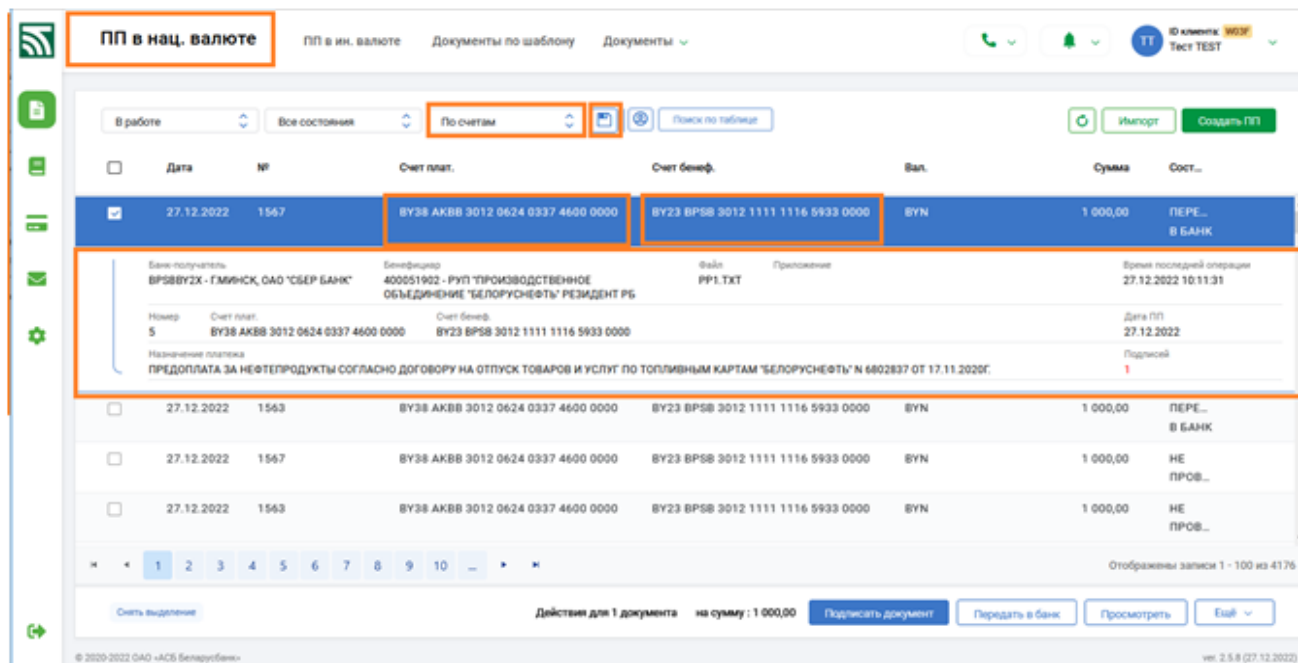 ПП в нац. валюте ПП в ин. валюте Документы по шаблону Документы
ТТ ID клиента: W03F
Тест TEST
В работе Все состояния По счетам Поиск по таблице Импорт Создать ПП
Дата № Счет плат. Счет бенеф. Вал. Сумма Сост...
27.12.2022 1567 BY38 AKBB 3012 0624 0337 4600 0000 BY23 BPSB 3012 1111 1116 5933 0000 BYN 1 000,00 ПЕРЕ...
В БАНК
Банк-получатель Бенефициар Файл Приложение Время последней операции
BPSBBY2X - Г.МИНСК, ОАО "СБЕР БАНК" 400051902 - РУП "ПРОИЗВОДСТВЕННОЕ PP1.TXT 27.12.2022 10:11:31
ОБЪЕДИНЕНИЕ "БЕЛОРУСНЕФТЬ" РЕЗИДЕНТ РБ
Номер Счет плат. Счет бенеф. Дата ПП
5 BY38 AKBB 3012 0624 0337 4600 0000 BY23 BPSB 3012 1111 1116 5933 0000 27.12.2022
Назначение платежа Подписей
ПРЕДОПЛАТА ЗА НЕФТЕПРОДУКТЫ СОГЛАСНО ДОГОВОРУ НА ОТПУСК ТОВАРОВ И УСЛУГ ПО ТОПЛИВНЫМ КАРТАМ "БЕЛОРУСНЕФТЬ" N 6802837 ОТ 17.11.2020Г. 1
27.12.2022 1563 BY38 AKBB 3012 0624 0337 4600 0000 BY23 BPSB 3012 1111 1116 5933 0000 BYN 1 000,00 ПЕРЕ...
В БАНК
27.12.2022 1567 BY38 AKBB 3012 0624 0337 4600 0000 BY23 BPSB 3012 1111 1116 5933 0000 BYN 1 000,00 НЕ
ПРОВ...
27.12.2022 1563 BY38 AKBB 3012 0624 0337 4600 0000 BY23 BPSB 3012 1111 1116 5933 0000 BYN 1 000,00 НЕ
ПРОВ...
1 2 3 4 5 6 7 8 9 10 ... Отображены записи 1 - 100 из 4176
Снять выделение Действия для 1 документа на сумму : 1 000,00 Подписать документ Передать в банк Просмотреть Ещё
© 2020-2022 ОАО «АСБ Беларусбанк» ver. 2.5.8 (27.12.2022)